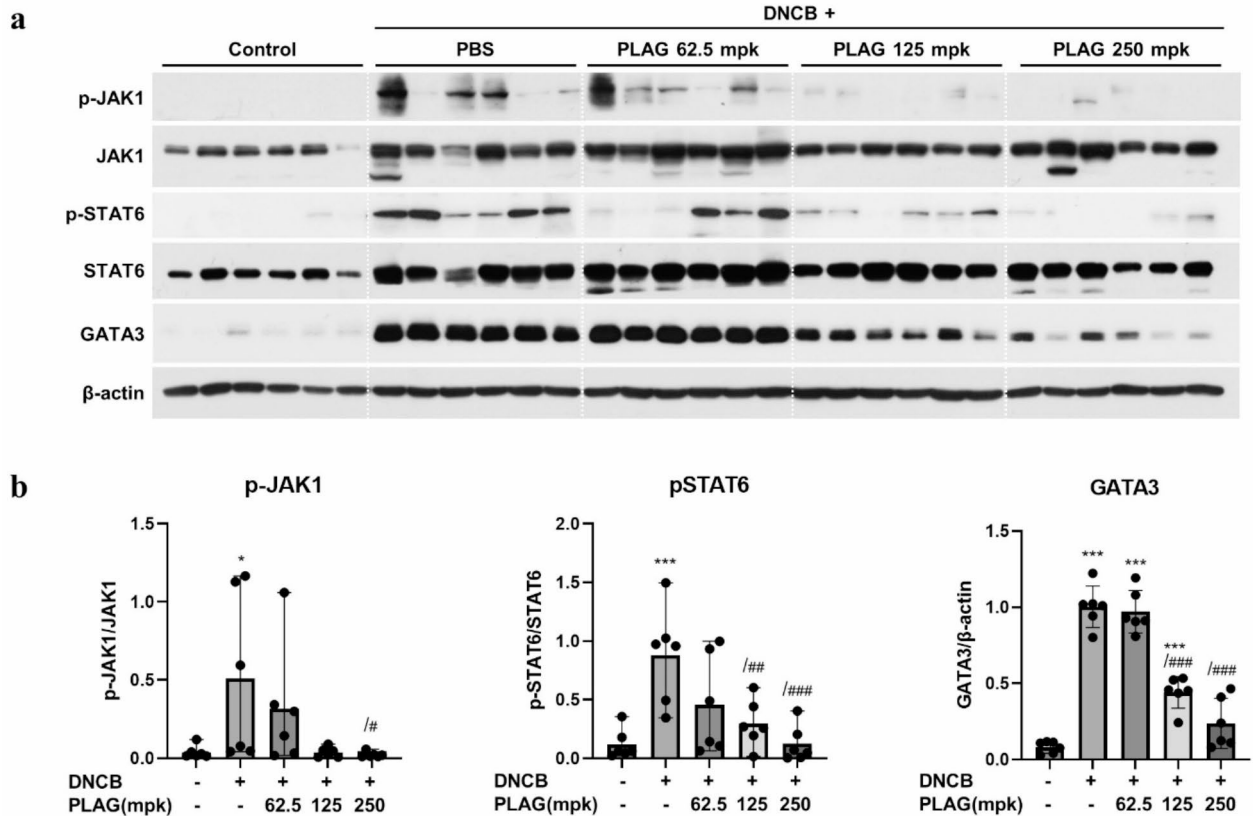 a
DNCB +
Control PBS PLAG 62.5 mpk PLAG 125 mpk PLAG 250 mpk
p-JAK1
JAK1
p-STAT6
STAT6
GATA3
β-actin
b
p-JAK1
p-JAK1/JAK1
1.5
1.0
0.5
0.0
*
/#
DNCB - + + + +
PLAG(mpk) - - 62.5 125 250
pSTAT6
p-STAT6/STAT6
2.0
1.5
1.0
0.5
0.0
***
/##
/###
DNCB - + + + +
PLAG(mpk) - - 62.5 125 250
GATA3
GATA3/β-actin
1.5
1.0
0.5
0.0
***
***
***
/###
/###
DNCB - + + + +
PLAG(mpk) - - 62.5 125 250